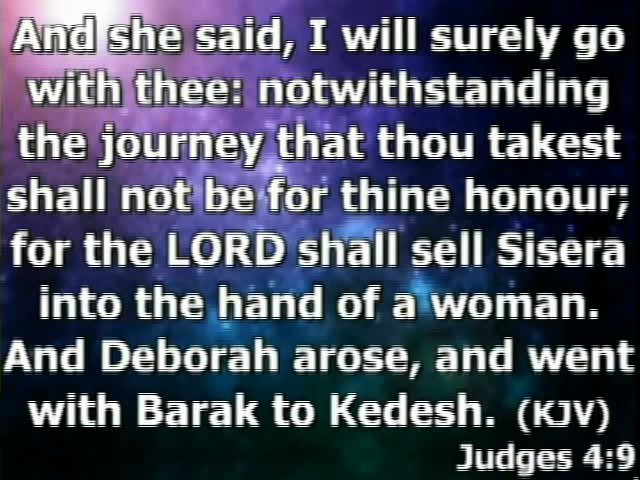 And she said, I will surely go
with thee: notwithstanding
the journey that thou takest
shall not be for thine honour;
for the LORD shall sell Sisera
into the hand of a woman.
And Deborah arose, and went
with Barak to Kedesh. (KJV)
Judges 4:9